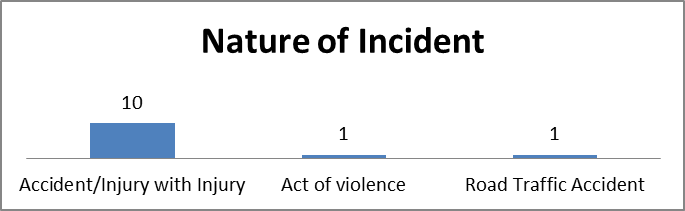 Nature of Incident
10
1
1
Accident/Injury with Injury
Act of violence
Road Traffic Accident